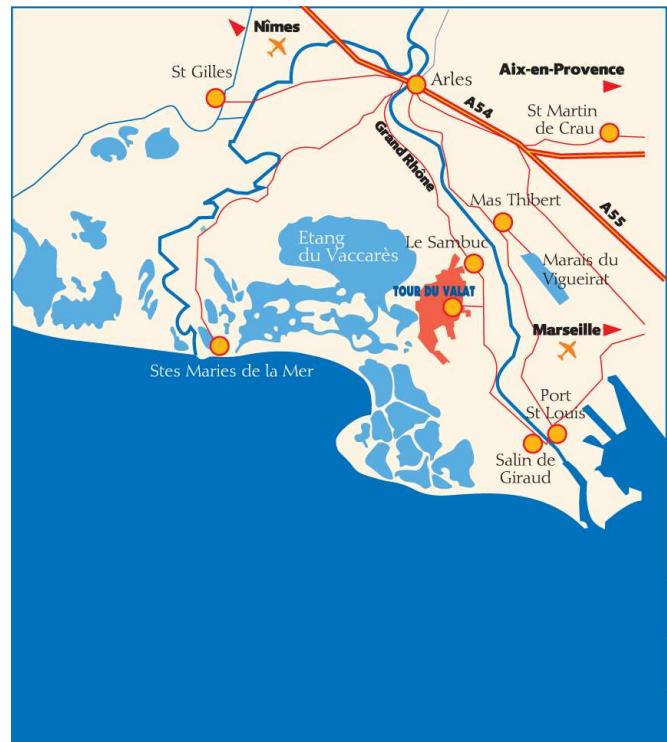 Nîmes
St Gilles
Arles
Aix-en-Provence
A54
St Martin
de Crau
Grand Rhône
A55
Mas Thibert
Le Sambuc
Etang
du Vaccarès
Marais du
Vigueirat
TOUR DU VALAT
Marseille
Stes Maries de la Mer
Port
St Louis
Salin de
Giraud